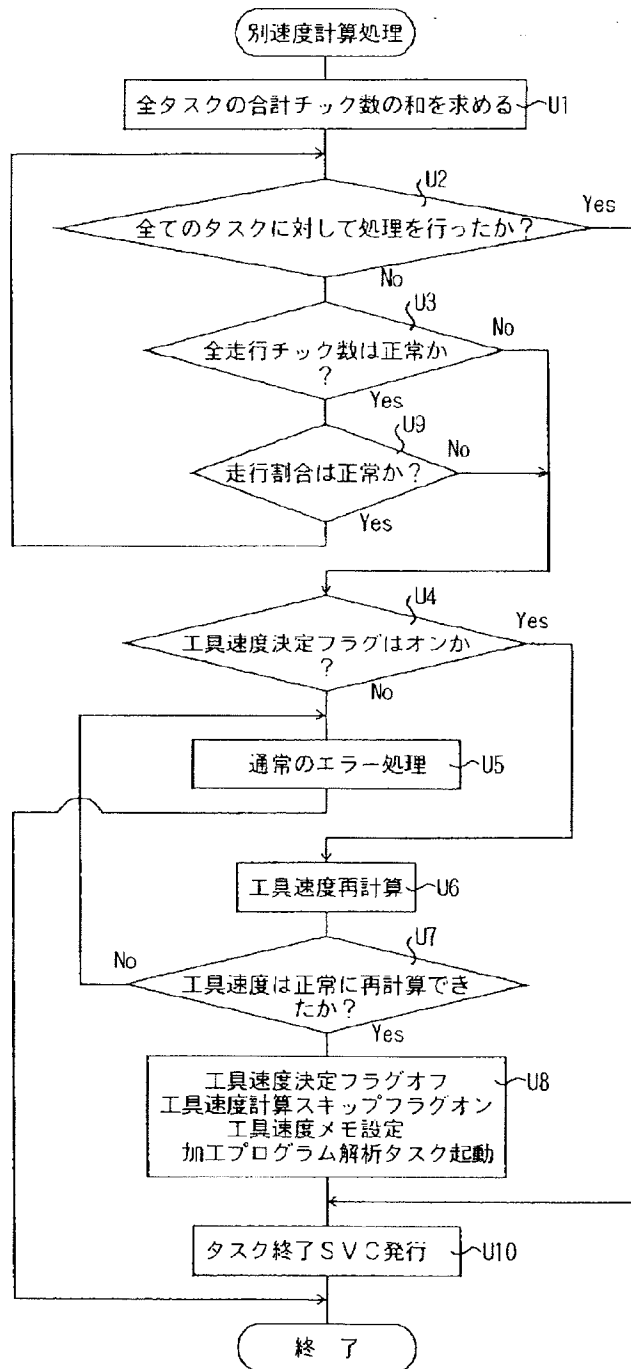 別速度計算処理
全タスクの合計チック数の和を求める
U1
U2
全てのタスクに対して処理を行ったか？
Yes
No
U3
全走行チック数は正常か
？
No
Yes
U9
走行割合は正常か？
No
Yes
U4
工具速度決定フラグはオンか
？
Yes
No
通常のエラー処理
U5
工具速度再計算
U6
U7
工具速度は正常に再計算でき
たか？
No
Yes
工具速度決定フラグオフ
工具速度計算スキップフラグオン
工具速度メモ設定
加工プログラム解析タスク起動
U8
タスク終了ＳＶＣ発行
U10
終 了